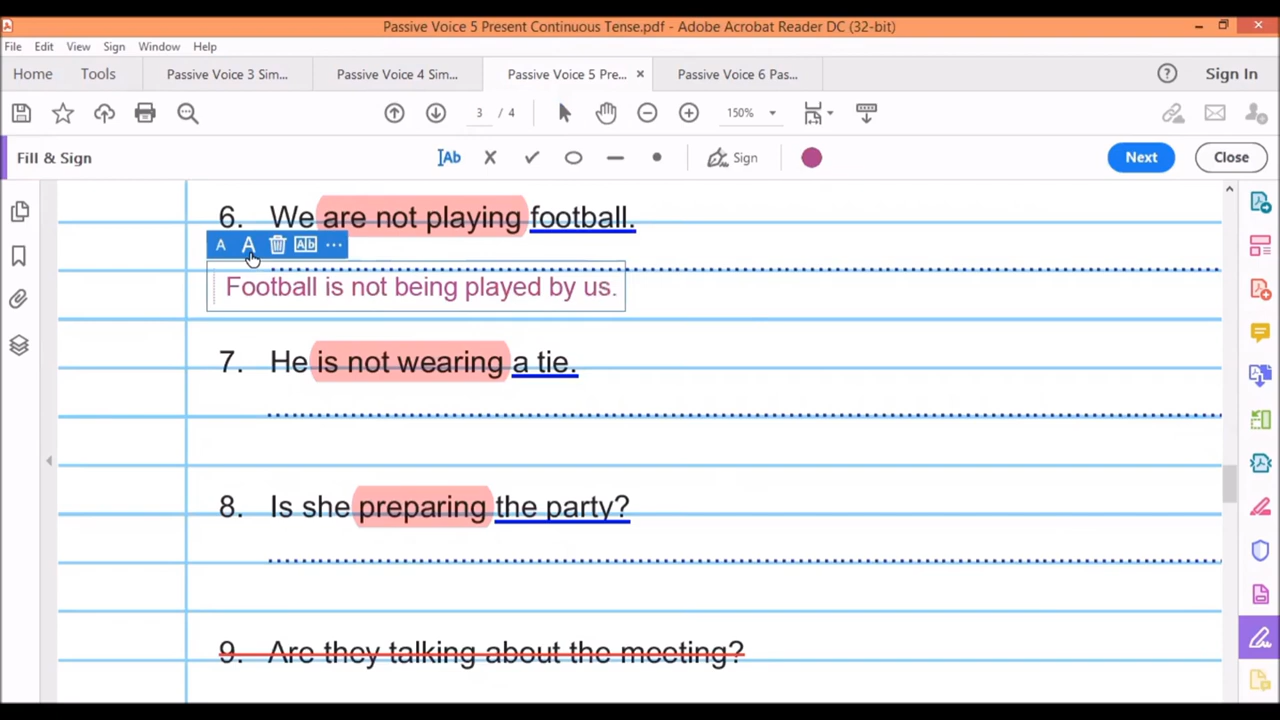 Passive Voice 5 Present Continuous Tense.pdf - Adobe Acrobat Reader DC (32-bit)
File Edit View Sign Window Help
Home Tools Passive Voice 3 Sim... Passive Voice 4 Sim... Passive Voice 5 Pre... × Passive Voice 6 Pas... Sign In
3 / 4 150%
Fill & Sign Ab Sign Next Close
6. We are not playing football.
A A Ab ...
Football is not being played by us.
7. He is not wearing a tie.
8. Is she preparing the party?
9. Are they talking about the meeting?